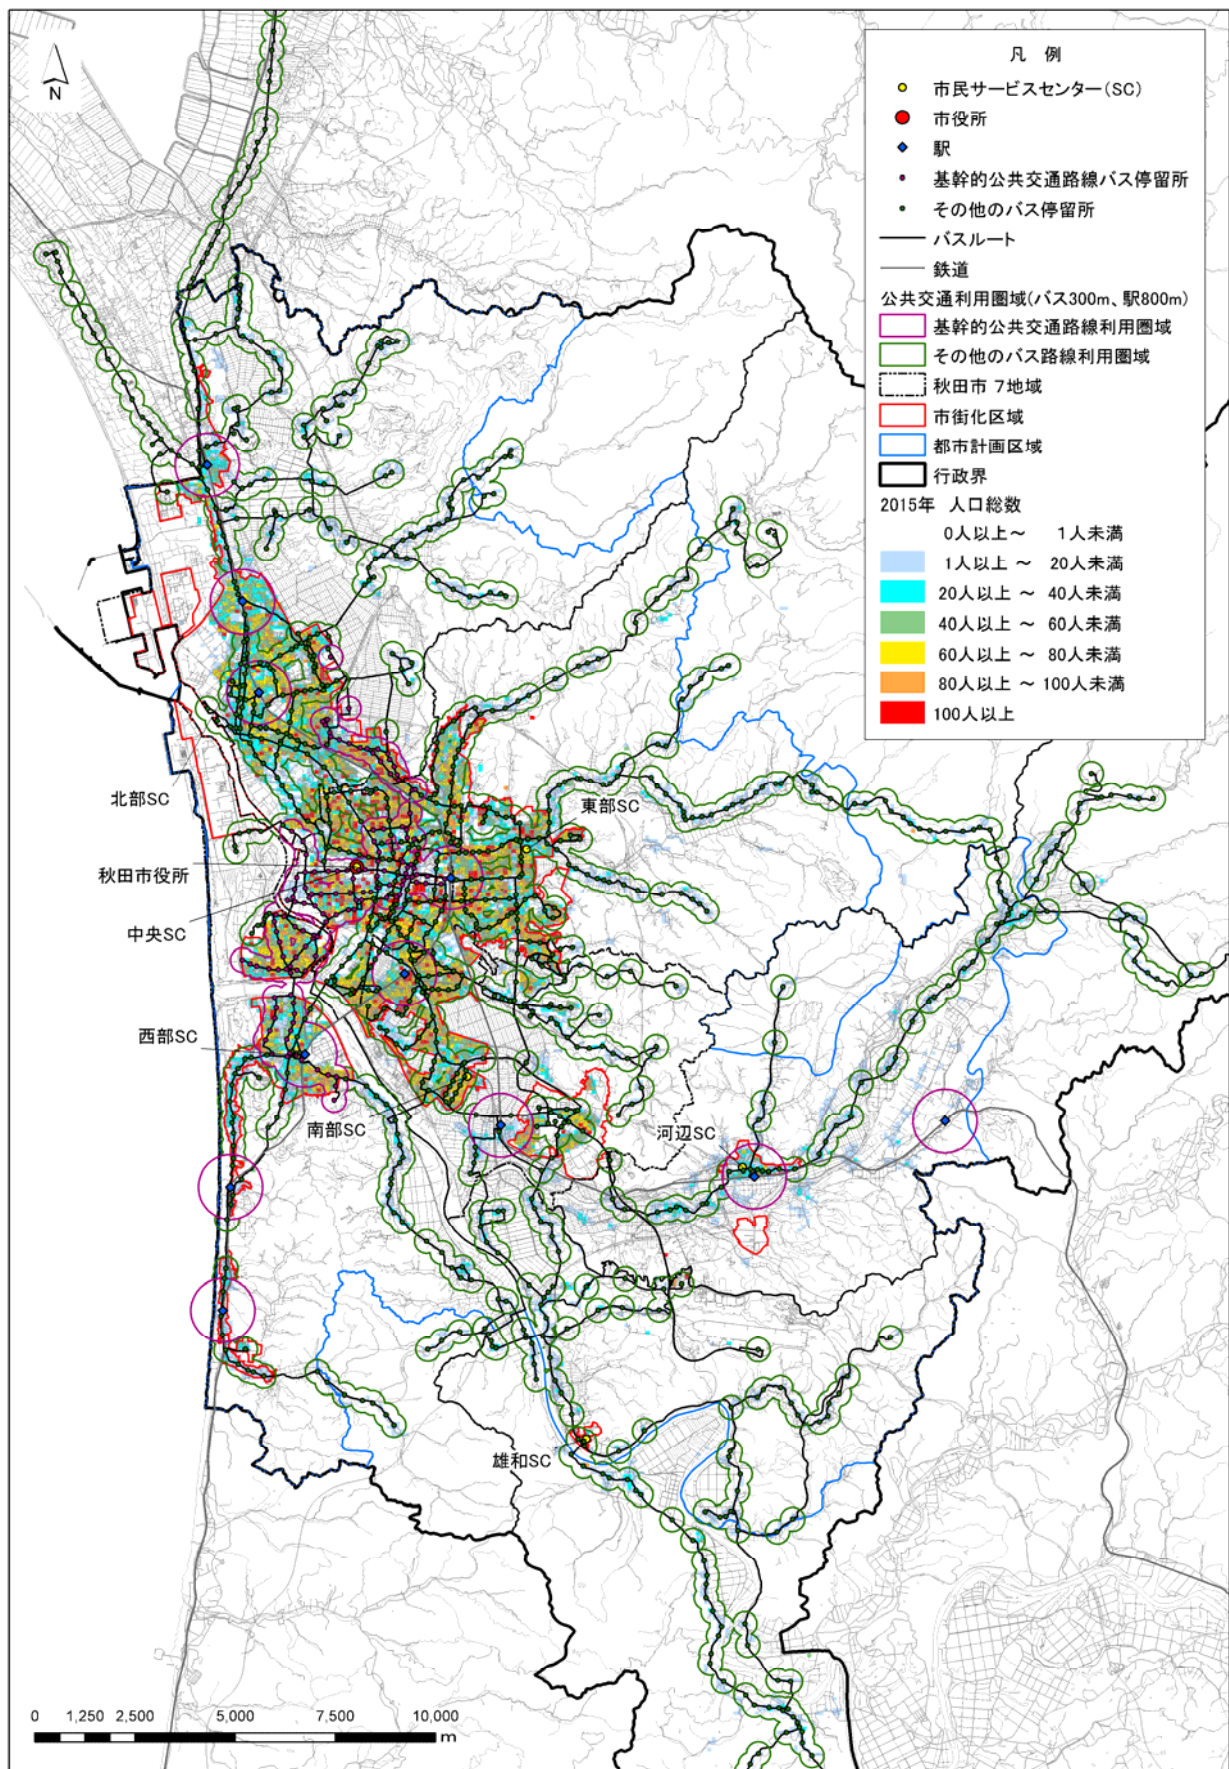 N
凡 例
市民サービスセンター(SC)
市役所
駅
基幹的公共交通路線バス停留所
その他のバス停留所
バスルート
鉄道
公共交通利用圏域(バス300m、駅800m)
基幹的公共交通路線利用圏域
その他のバス路線利用圏域
秋田市 7地域
市街化区域
都市計画区域
行政界
2015年 人口総数
0人以上~ 1人未満
1人以上 ~ 20人未満
20人以上 ~ 40人未満
40人以上 ~ 60人未満
60人以上 ~ 80人未満
80人以上 ~ 100人未満
100人以上
北部SC
東部SC
秋田市役所
中央SC
西部SC
南部SC
河辺SC
雄和SC
0 1,250 2,500 5,000 7,500 10,000
m